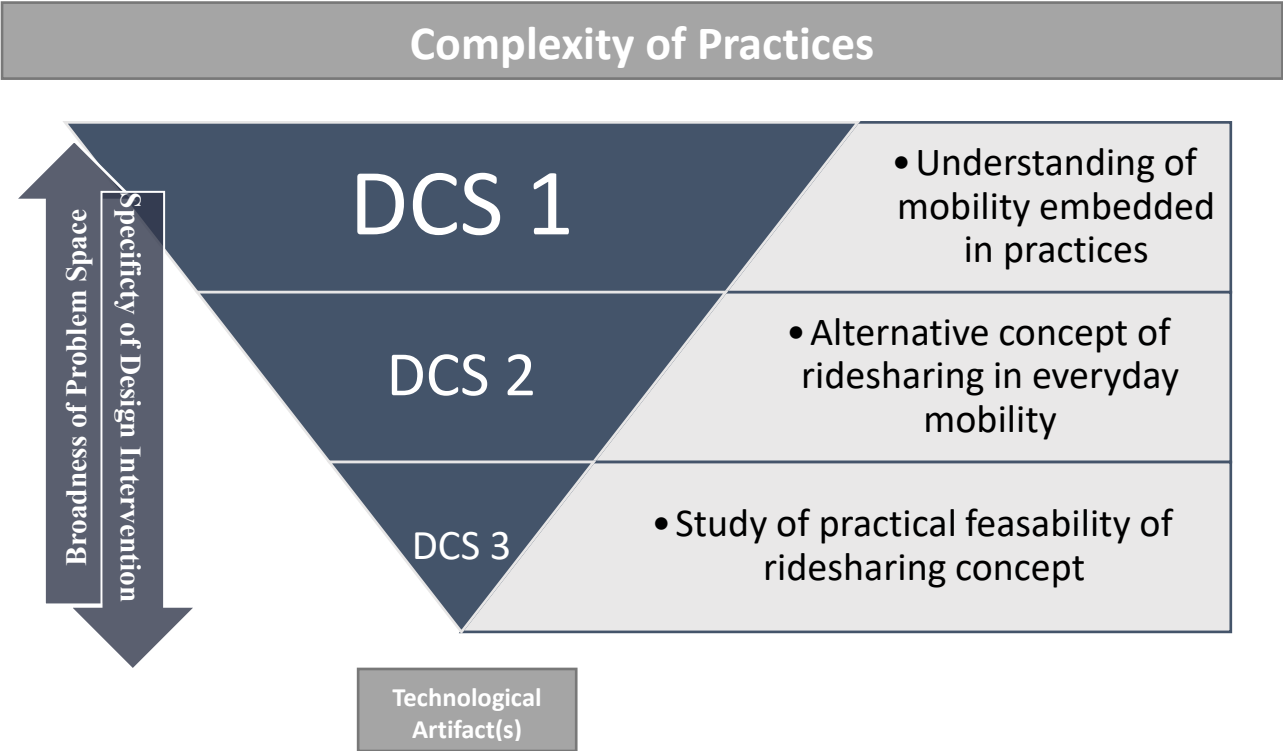 Complexity of Practices
DCS 1
• Understanding of
mobility embedded
in practices
Broadness of Problem Space
Specificty of Design Intervention
DCS 2
• Alternative concept of
ridesharing in everyday
mobility
DCS 3
• Study of practical feasability of
ridesharing concept
Technological
Artifact(s)